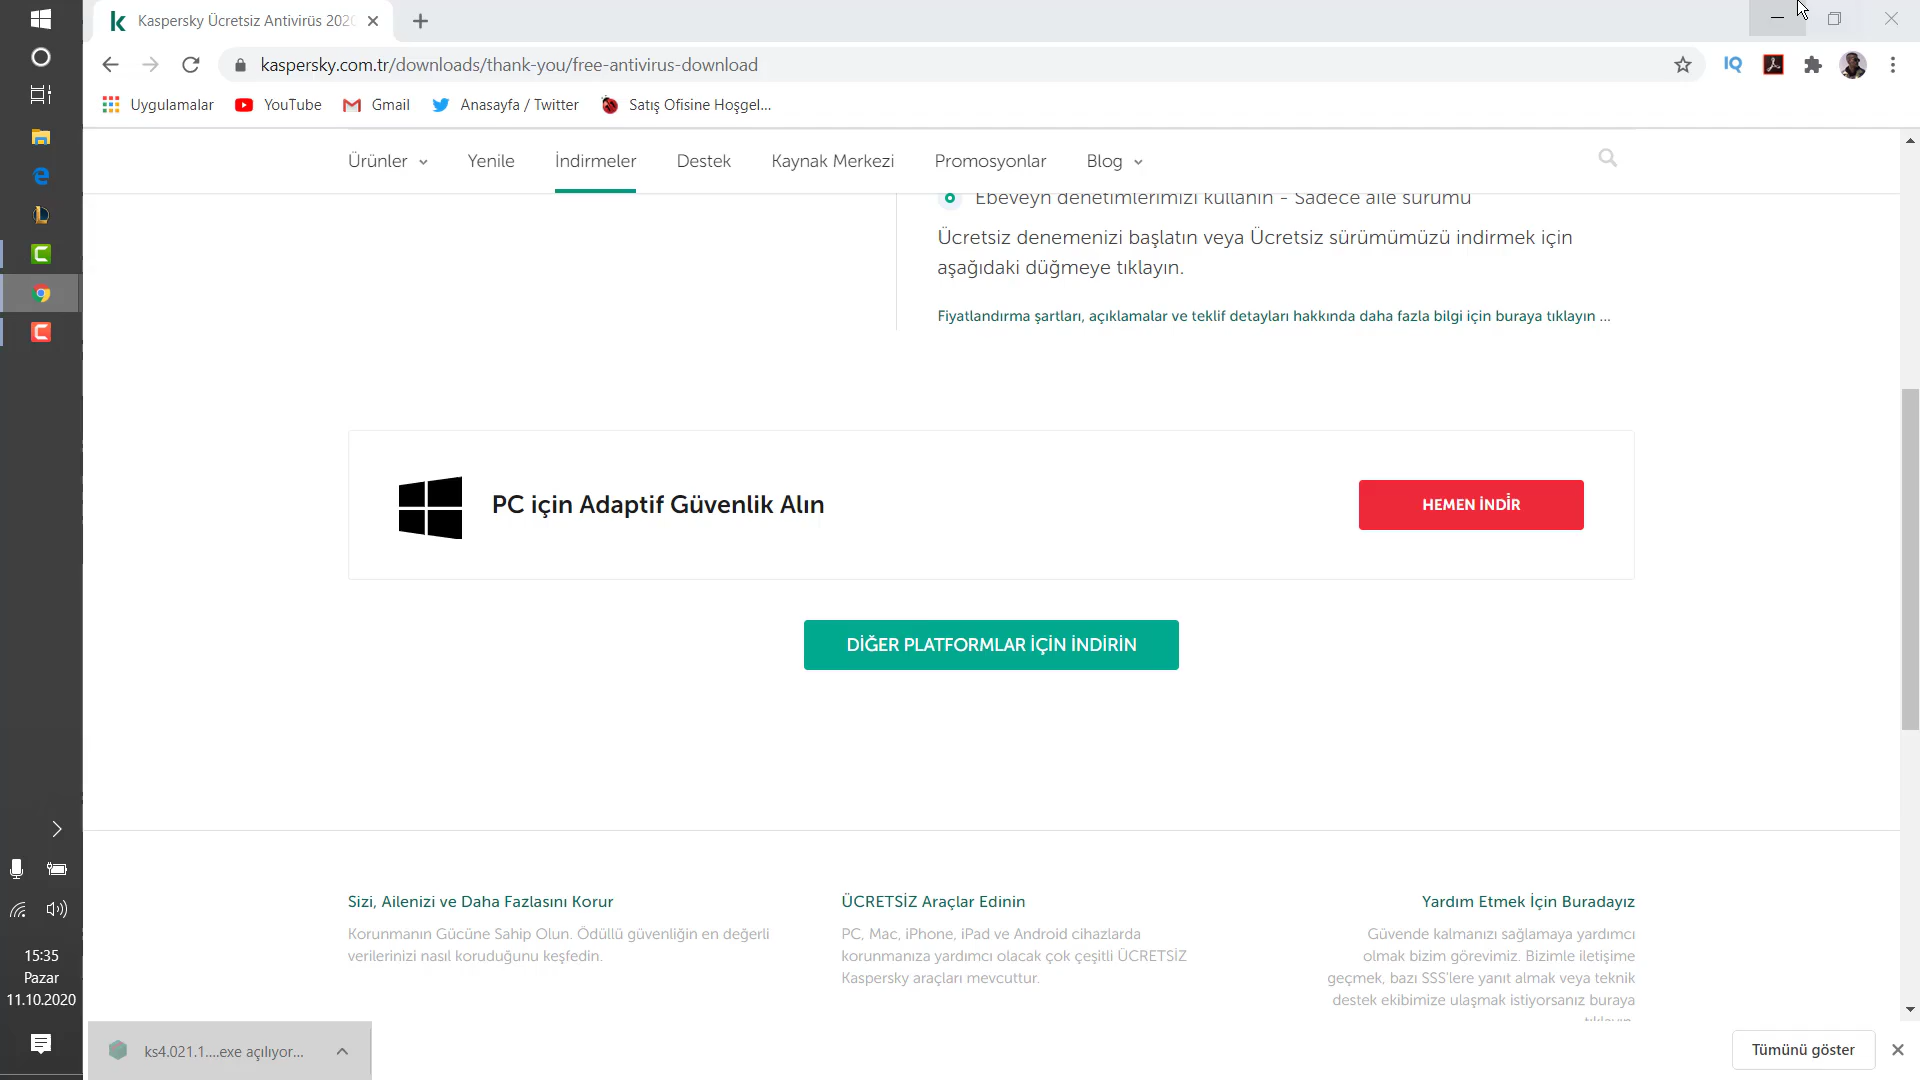 Kaspersky Ücretsiz Antivirüs 202
kaspersky.com.tr/downloads/thank-you/free-antivirus-download
IQ
Uygulamalar YouTube Gmail Anasayfa / Twitter Satış Ofisine Hoşgel...
Ürünler Yenile İndirmeler Destek Kaynak Merkezi Promosyonlar Blog
Ebeveyn denetimlerimizi kullanın - Sadece aile sürümü
Ücretsiz denemenizi başlatın veya Ücretsiz sürümümüzü indirmek için
aşağıdaki düğmeye tıklayın.
Fiyatlandırma şartları, açıklamalar ve teklif detayları hakkında daha fazla bilgi için buraya tıklayın ...
PC için Adaptif Güvenlik Alın
HEMEN İNDİR
DİĞER PLATFORMLAR İÇİN İNDİRİN
Sizi, Ailenizi ve Daha Fazlasını Korur
Korunmanın Gücüne Sahip Olun. Ödüllü güvenliğin en değerli
verilerinizi nasıl koruduğunu keşfedin.
ÜCRETSİZ Araçlar Edinin
PC, Mac, iPhone, iPad ve Android cihazlarda
korunmanıza yardımcı olacak çok çeşitli ÜCRETSİZ
Kaspersky araçları mevcuttur.
Yardım Etmek İçin Buradayız
Güvende kalmanızı sağlamaya yardımcı
olmak bizim görevimiz. Bizimle iletişime
geçmek, bazı SSS'lere yanıt almak veya teknik
destek ekibimize ulaşmak istiyorsanız buraya
15:35
Pazar
11.10.2020
ks4.021.1....exe açılıyor...
Tümünü göster